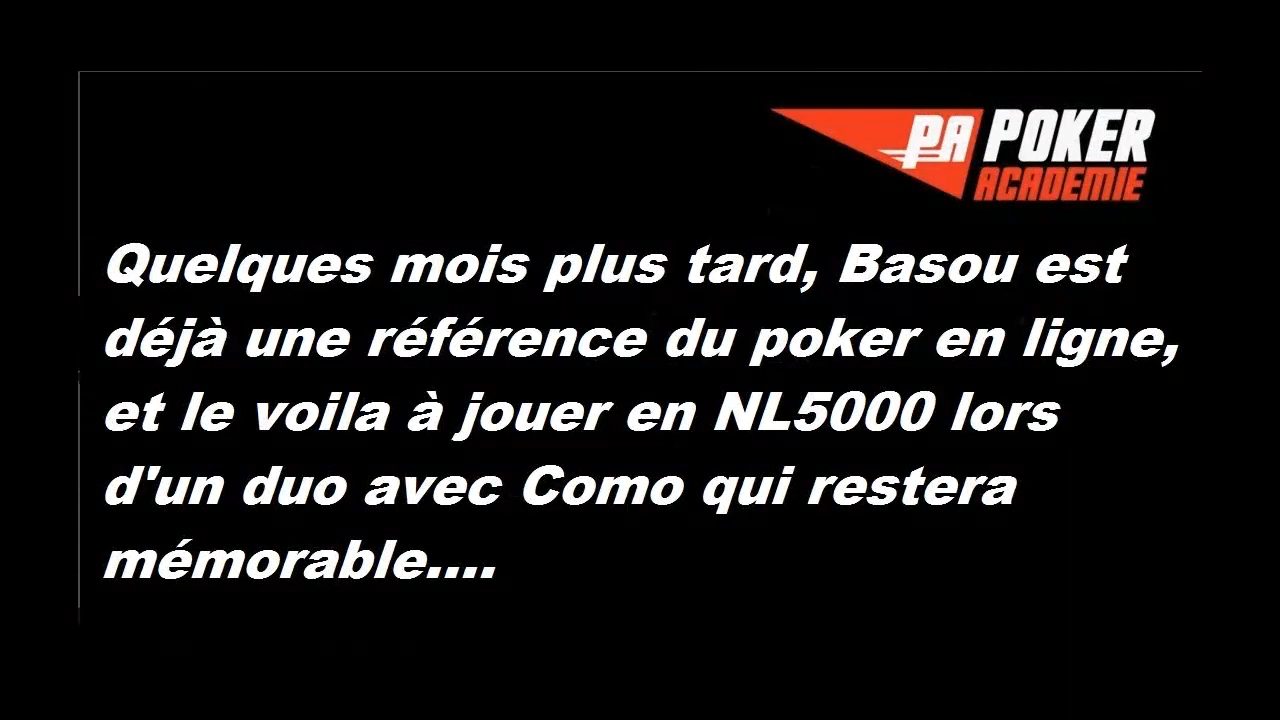 PA POKER
ACADEMIE
Quelques mois plus tard, Basou est
déjà une référence du poker en ligne,
et le voila à jouer en NL5000 lors
d'un duo avec Como qui restera
mémorable....